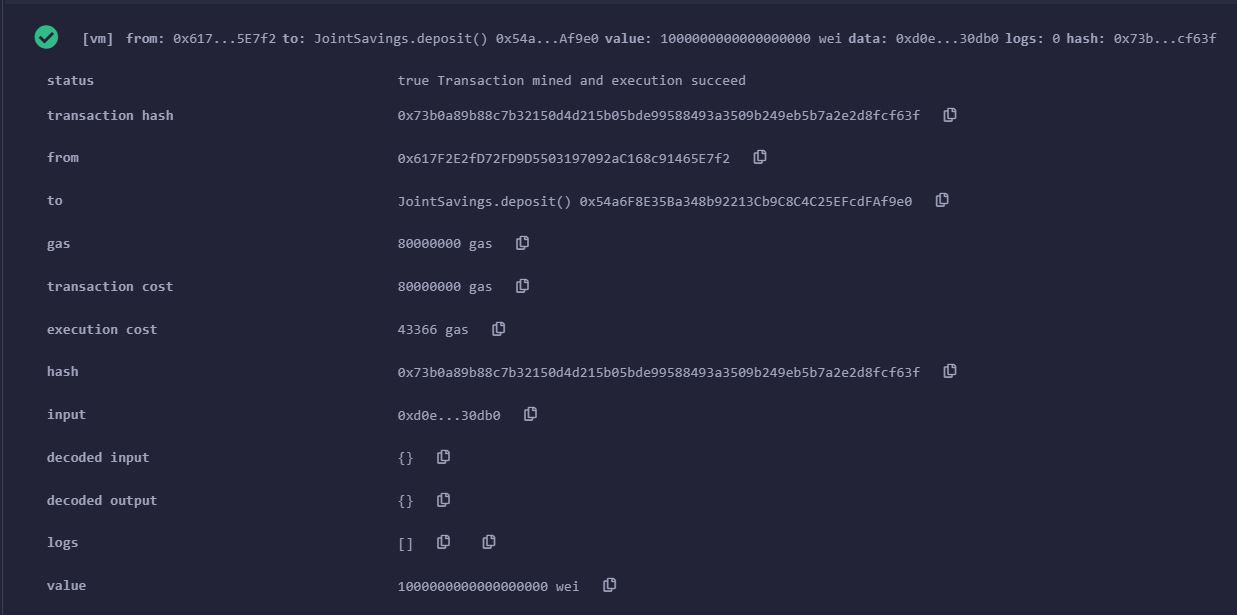 [vm] from: 0x617...5E7f2 to: JointSavings.deposit() 0x54a...Af9e0 value: 1000000000000000000 wei data: 0xd0e...30db0 logs: 0 hash: 0x73b...cf63f
status true Transaction mined and execution succeed
transaction hash 0x73b0a89b88c7b32150d4d215b05bde99588493a3509b249eb5b7a2e2d8fcf63f
from 0x617F2E2fD72FD9D5503197092aC168c91465E7f2
to JointSavings.deposit() 0x54a6F8E35Ba348b92213Cb9C8C4C25EFcdFAf9e0
gas 80000000 gas
transaction cost 80000000 gas
execution cost 43366 gas
hash 0x73b0a89b88c7b32150d4d215b05bde99588493a3509b249eb5b7a2e2d8fcf63f
input 0xd0e...30db0
decoded input {}
decoded output {}
logs []
value 1000000000000000000 wei